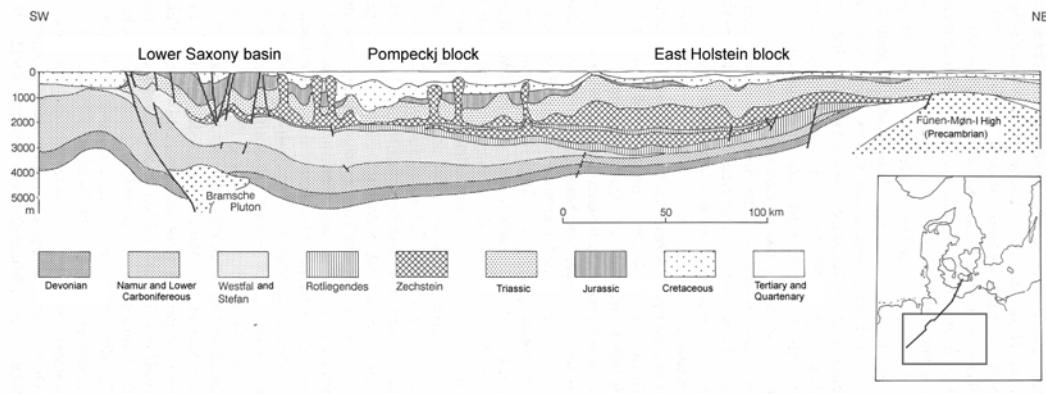 SW
NE
Lower Saxony basin
Pompeckj block
East Holstein block
0
1000
2000
3000
4000
5000
m
Fünen-Møn-I High
(Precambrian)
Bramsche
Pluton
0 50 100 km
Devonian
Namur and Lower
Carbonifereous
Westfal and
Stefan
Rotliegendes
Zechstein
Triassic
Jurassic
Cretaceous
Tertiary and
Quartenary